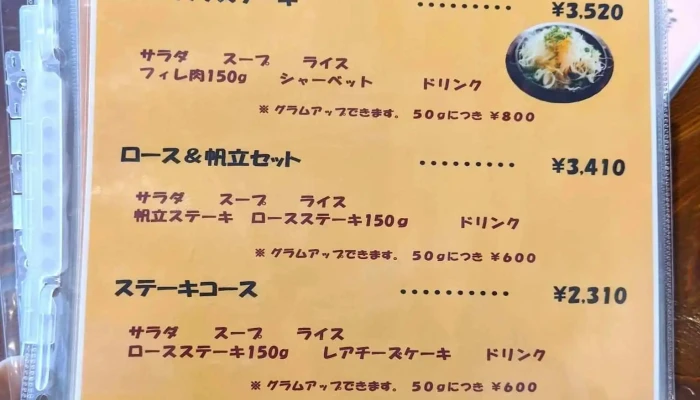 ¥3.520
サラダ スープ ライス
フィレ肉150g シャーベット ドリンク
※ グラムアップできます。 50gにつき ¥800
ロース&帆立セット ・・・・・・・・・ ¥3.410
サラダ スープ ライス
帆立ステーキ ロースステーキ150g ドリンク
※ グラムアップできます。 50gにつき ¥600
ステーキコース ・・・・・・・・・・ ¥2.310
サラダ スープ ライス
ロースステーキ150g レアチーズケーキ ドリンク
※ グラムアップできます。 50gにつき ¥600